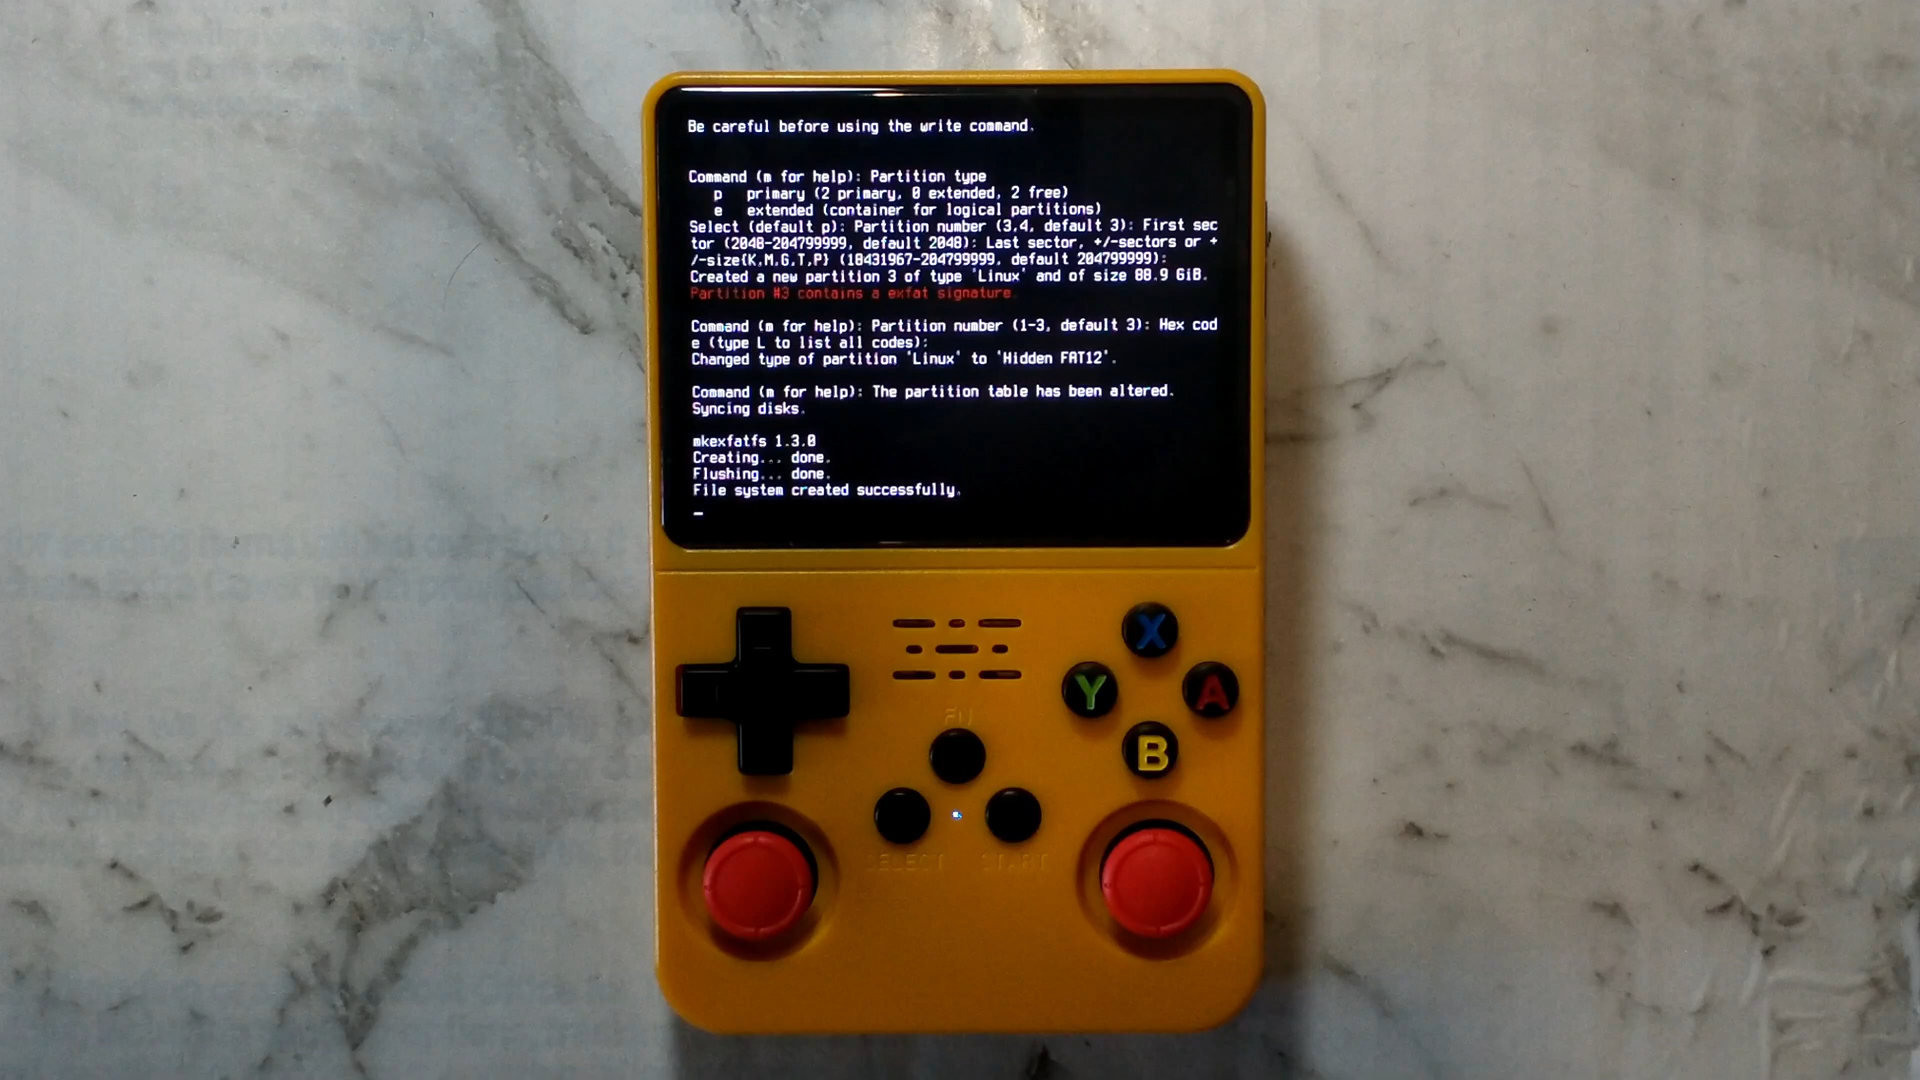 Be careful before using the write command.
Command (m for help): Partition type
p primary (2 primary, 0 extended, 2 free)
e extended (container for logical partitions)
Select (default p): Partition number (3,4, default 3): First sec
tor (2048-204799999, default 2048): Last sector, +/-sectors or +
/-size{K,M,G,T,P} (18431967-204799999, default 204799999):
Created a new partition 3 of type 'Linux' and of size 88.9 GiB.
Partition #3 contains a exfat signature.
Command (m for help): Partition number (1-3, default 3): Hex cod
e (type L to list all codes):
Changed type of partition 'Linux' to 'Hidden FAT12'.
Command (m for help): The partition table has been altered.
Syncing disks.
mkexfatfs 1.3.0
Creating... done.
Flushing... done.
File system created successfully.
_
X
Y
A
B
FN
SELECT START